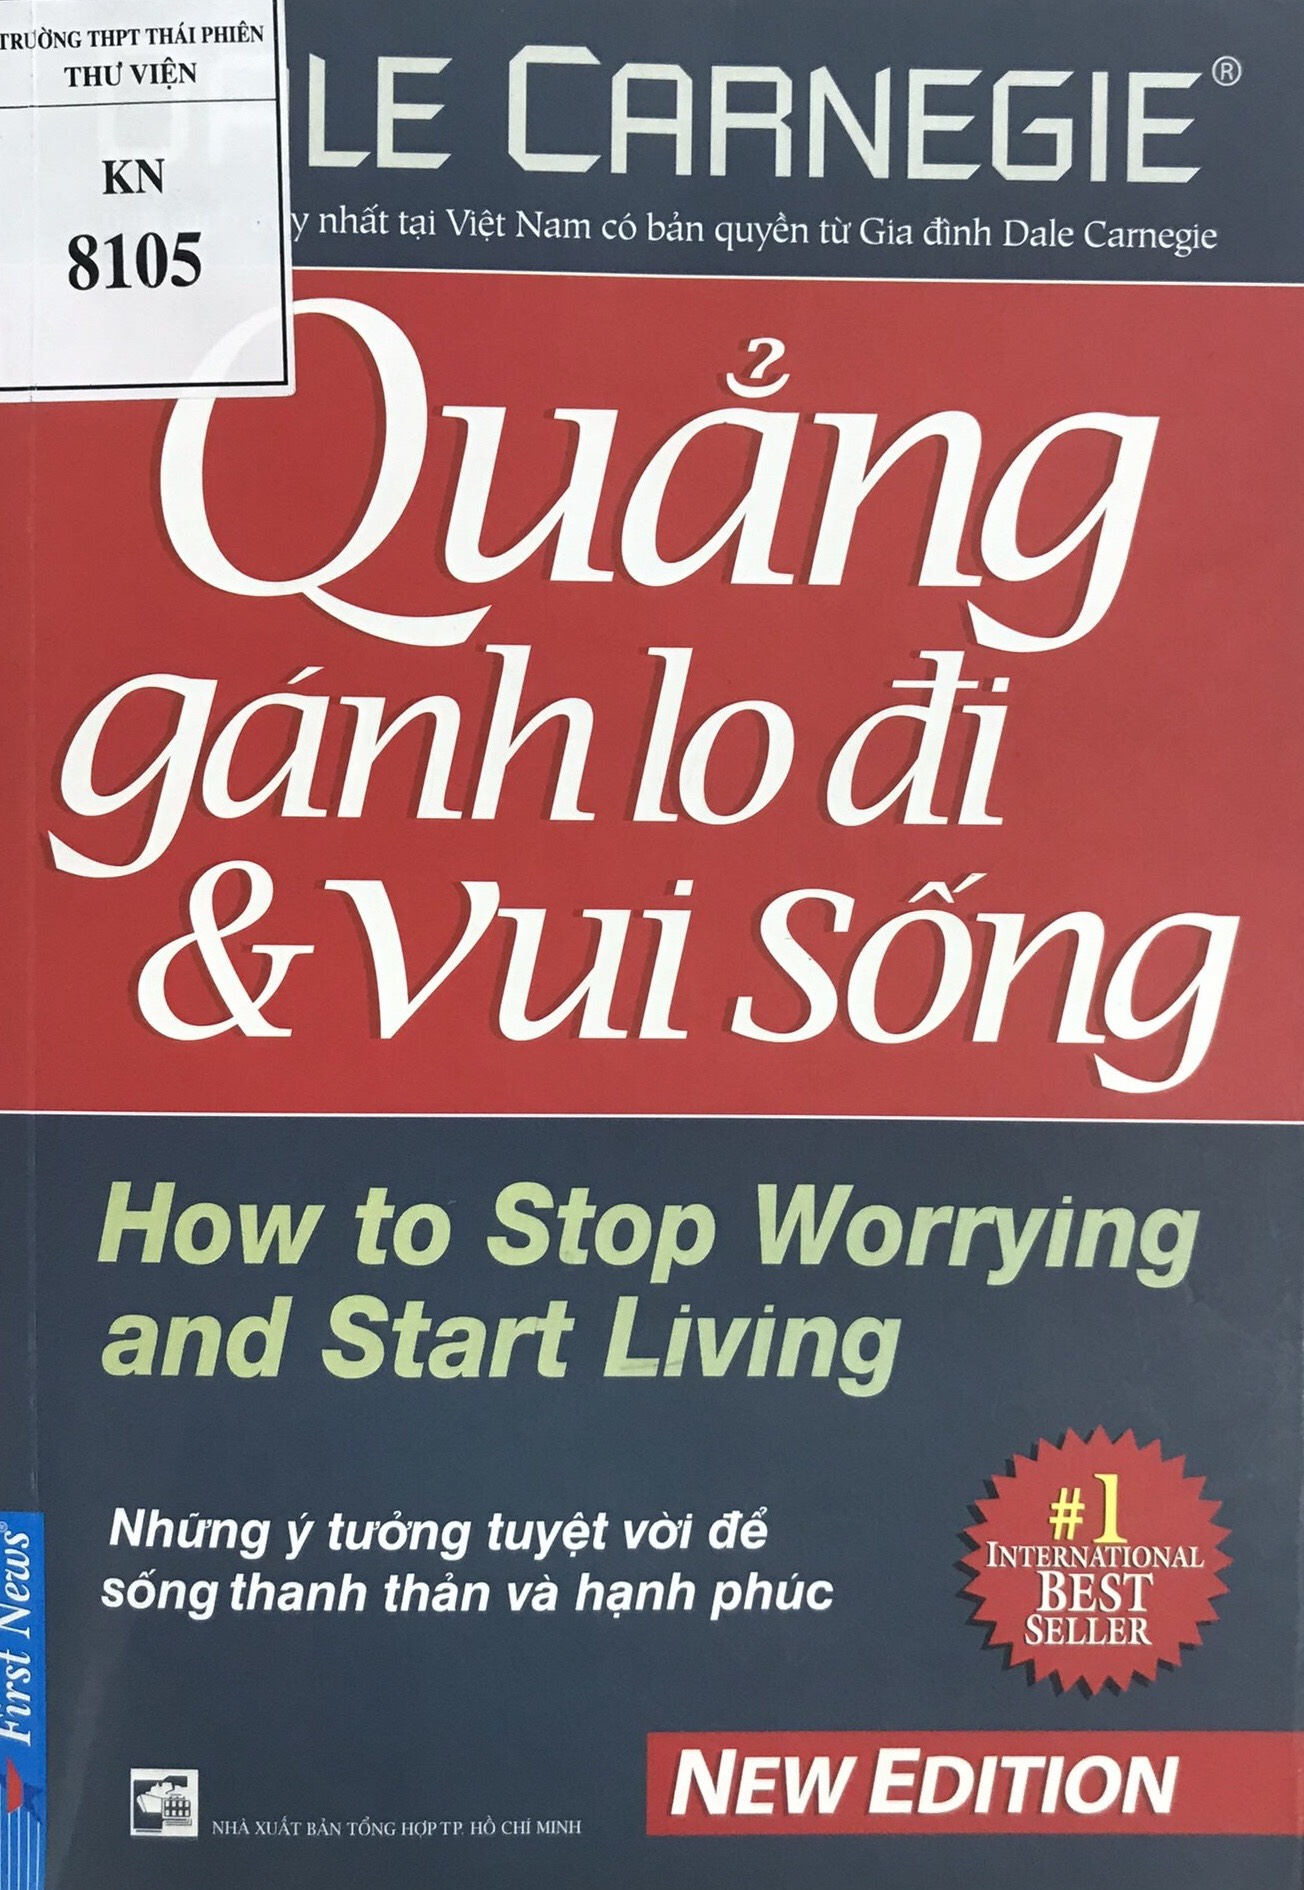 TRƯỜNG THPT THÁI PHIÊN
THƯ VIỆN
KN
8105
LE CARNEGIE®
nhất tại Việt Nam có bản quyền từ Gia đình Dale Carnegie
Quảng
gánh lo đi
& vui sống
How to Stop Worrying
and Start Living
Những ý tưởng tuyệt vời để
sống thanh thản và hạnh phúc
#1
INTERNATIONAL
BEST
SELLER
NEW EDITION
First News
NHÀ XUẤT BẢN TỔNG HỢP TP. HỒ CHÍ MINH